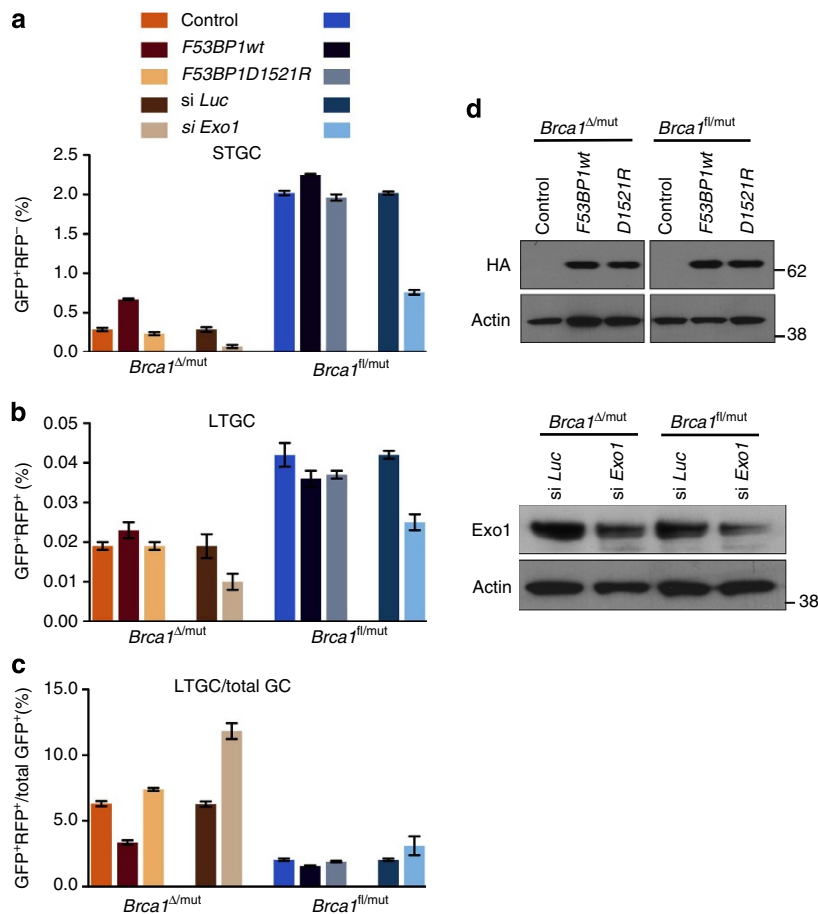 a
Control
F53BP1wt
F53BP1D1521R
si Luc
si Exo1
STGC
GFP⁺RFP⁻ (%)
2.5
2.0
1.5
1.0
0.5
0.0
Brca1Δ/mut
Brca1fl/mut
b
LTGC
GFP⁺RFP⁺ (%)
0.05
0.04
0.03
0.02
0.01
0.00
Brca1Δ/mut
Brca1fl/mut
c
LTGC/total GC
GFP⁺RFP⁺/total GFP⁺(%)
15.0
10.0
5.0
0.0
Brca1Δ/mut
Brca1fl/mut
d
Brca1Δ/mut Brca1fl/mut
Control F53BP1wt D1521R Control F53BP1wt D1521R
HA 62
Actin 38
Brca1Δ/mut Brca1fl/mut
si Luc si Exo1 si Luc si Exo1
Exo1
Actin 38